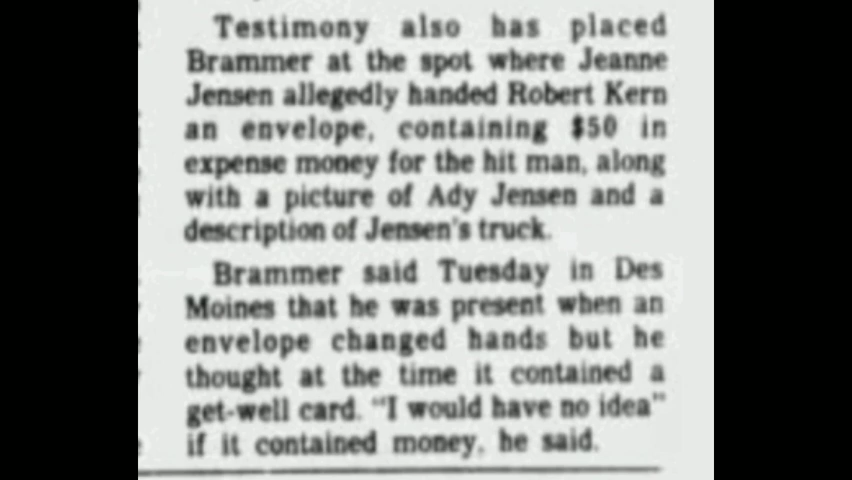 Testimony also has placed
Brammer at the spot where Jeanne
Jensen allegedly handed Robert Kern
an envelope, containing $50 in
expense money for the hit man, along
with a picture of Ady Jensen and a
description of Jensen's truck.
Brammer said Tuesday in Des
Moines that he was present when an
envelope changed hands but he
thought at the time it contained a
get-well card. "I would have no idea"
if it contained money, he said.